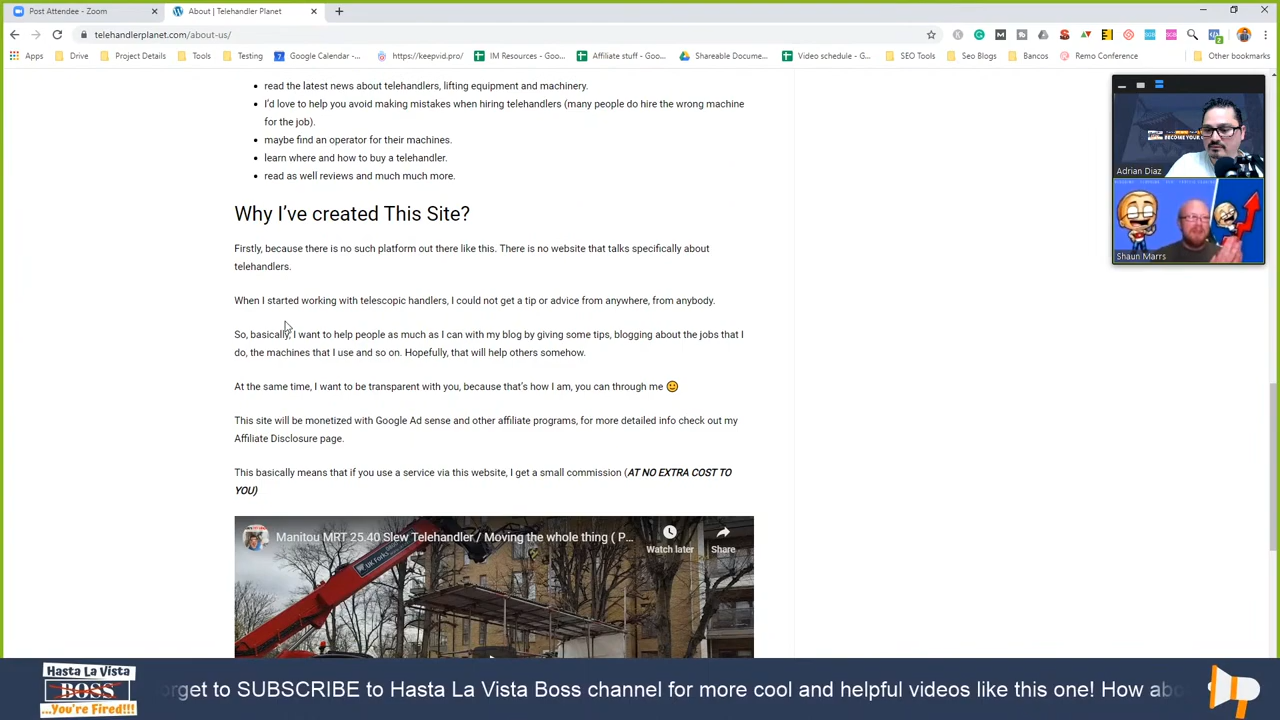 Post Attendee - Zoom
About | Telehandler Planet
telehandlerplanet.com/about-us/
Apps
Drive
Project Details
Tools
Testing
Google Calendar -...
https://keepvid.pro/
IM Resources - Goo...
Affiliate stuff - Goo...
Shareable Docume...
Video schedule - G...
SEO Tools
Seo Blogs
Bancos
Remo Conference
Other bookmarks
read the latest news about telehandlers, lifting equipment and machinery.
I'd love to help you avoid making mistakes when hiring telehandlers (many people do hire the wrong machine
for the job).
maybe find an operator for their machines.
learn where and how to buy a telehandler.
read as well reviews and much much more.
Adrian Diaz
Shaun Marrs
Why I've created This Site?
Firstly, because there is no such platform out there like this. There is no website that talks specifically about
telehandlers.
When I started working with telescopic handlers, I could not get a tip or advice from anywhere, from anybody.
So, basically, I want to help people as much as I can with my blog by giving some tips, blogging about the jobs that I
do, the machines that I use and so on. Hopefully, that will help others somehow.
At the same time, I want to be transparent with you, because that's how I am, you can through me
This site will be monetized with Google Ad sense and other affiliate programs, for more detailed info check out my
Affiliate Disclosure page.
This basically means that if you use a service via this website, I get a small commission (AT NO EXTRA COST TO
YOU)
Manitou MRT 25.40 Slew Telehandler / Moving the whole thing ( P...
Watch later
Share
UK Forks
Hasta La Vista
BOSS
...You're Fired!!!
orget to SUBSCRIBE to Hasta La Vista Boss channel for more cool and helpful videos like this one! How ab